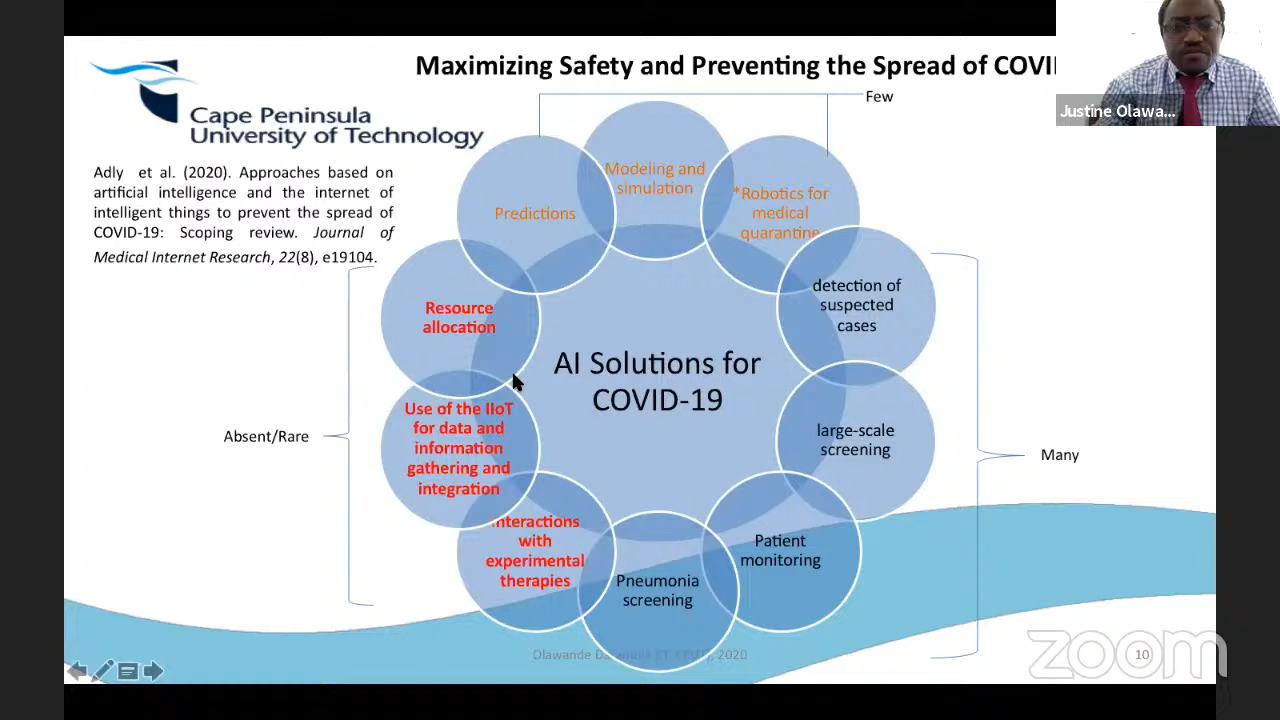 Maximizing Safety and Preventing the Spread of COVI
Few
Justine Olawa...
Cape Peninsula
University of Technology
Adly et al. (2020). Approaches based on
artificial intelligence and the internet of
intelligent things to prevent the spread of
COVID-19: Scoping review. Journal of
Medical Internet Research, 22(8), e19104.
Modeling and
simulation
*Robotics for
medical
quarantine
Predictions
detection of
suspected
cases
Resource
allocation
AI Solutions for
COVID-19
Use of the IIoT
for data and
information
gathering and
integration
large-scale
screening
Absent/Rare
Many
Interactions
with
experimental
therapies
Patient
monitoring
Pneumonia
screening
Olawande 2020
10
zoom